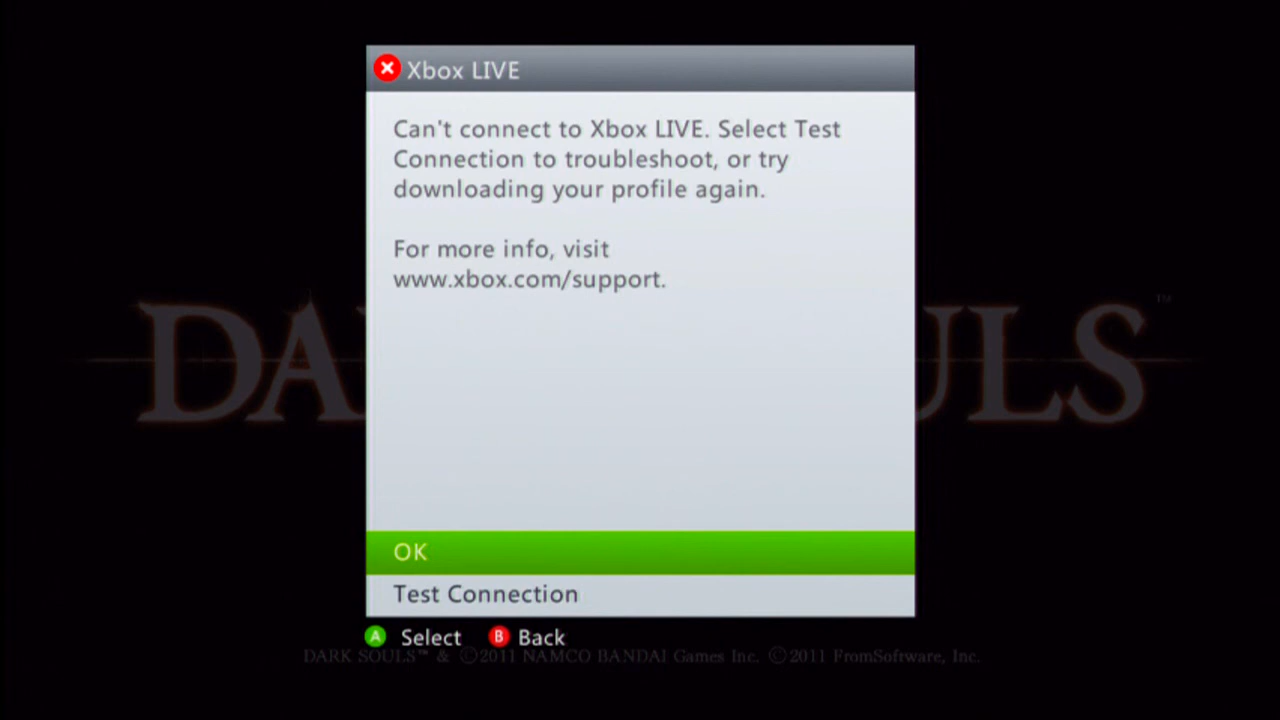 Xbox LIVE
Can't connect to Xbox LIVE. Select Test
Connection to troubleshoot, or try
downloading your profile again.
For more info, visit
www.xbox.com/support.
DA ULS™
OK
Test Connection
A Select B Back
DARK SOULS™ & ©2011 NAMCO BANDAI Games Inc. ©2011 FromSoftware, Inc.